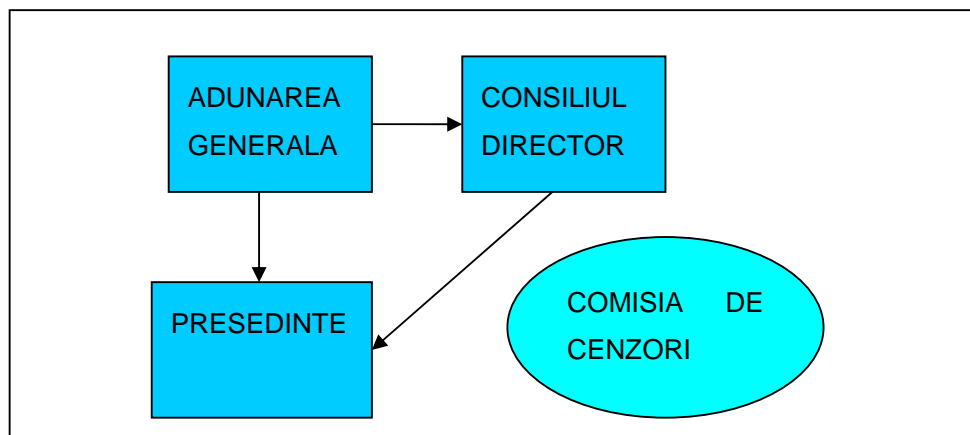 ADUNAREA
GENERALA
CONSILIUL
DIRECTOR
PRESEDINTE
COMISIA DE
CENZORI